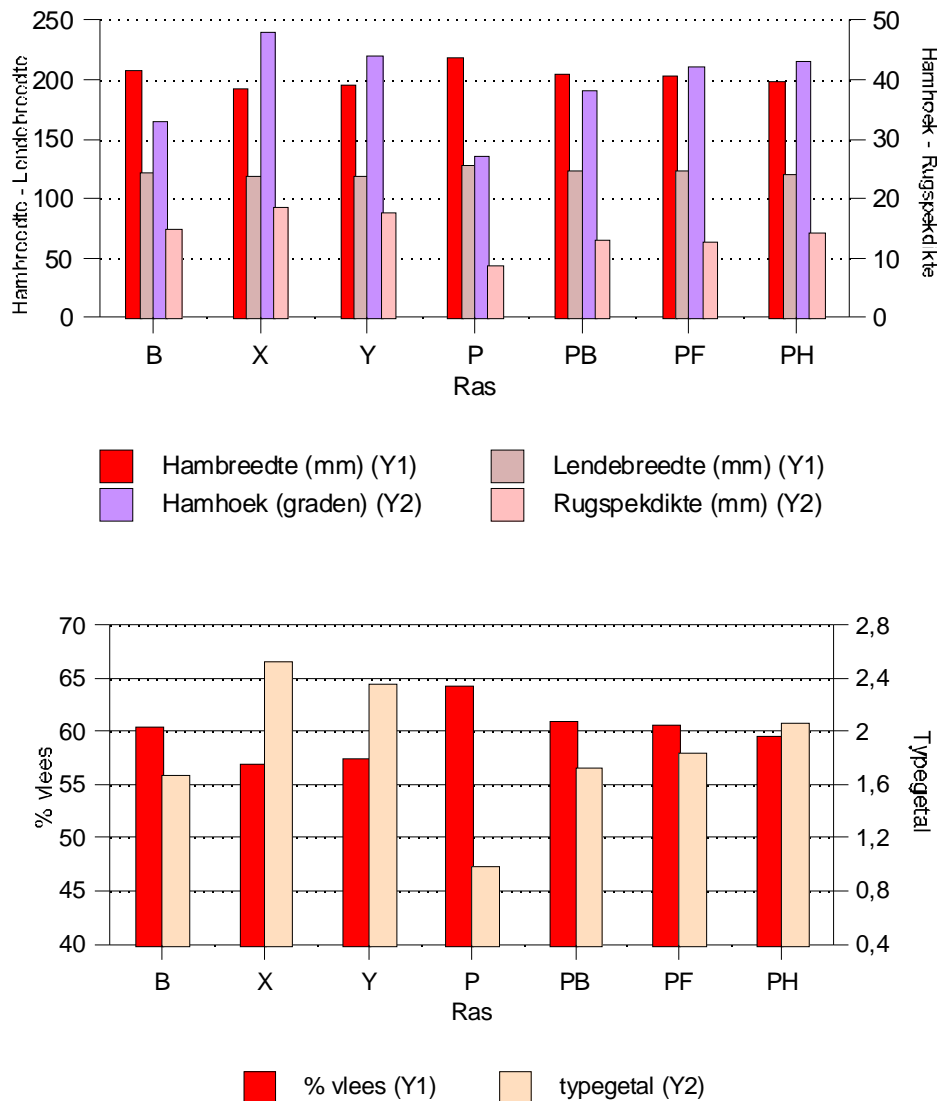 250
200
150
100
50
0
Hambreedte - Lendebreedte
50
40
30
20
10
0
Hamhoek - Rugspekdikte
B X Y P PB PF PH
Ras
Hambreedte (mm) (Y1) Lendebreedte (mm) (Y1)
Hamhoek (graden) (Y2) Rugspekdikte (mm) (Y2)
70
65
60
55
50
45
40
% vlees
2,8
2,4
2
1,6
1,2
0,8
0,4
Typegetal
B X Y P PB PF PH
Ras
% vlees (Y1) typegetal (Y2)